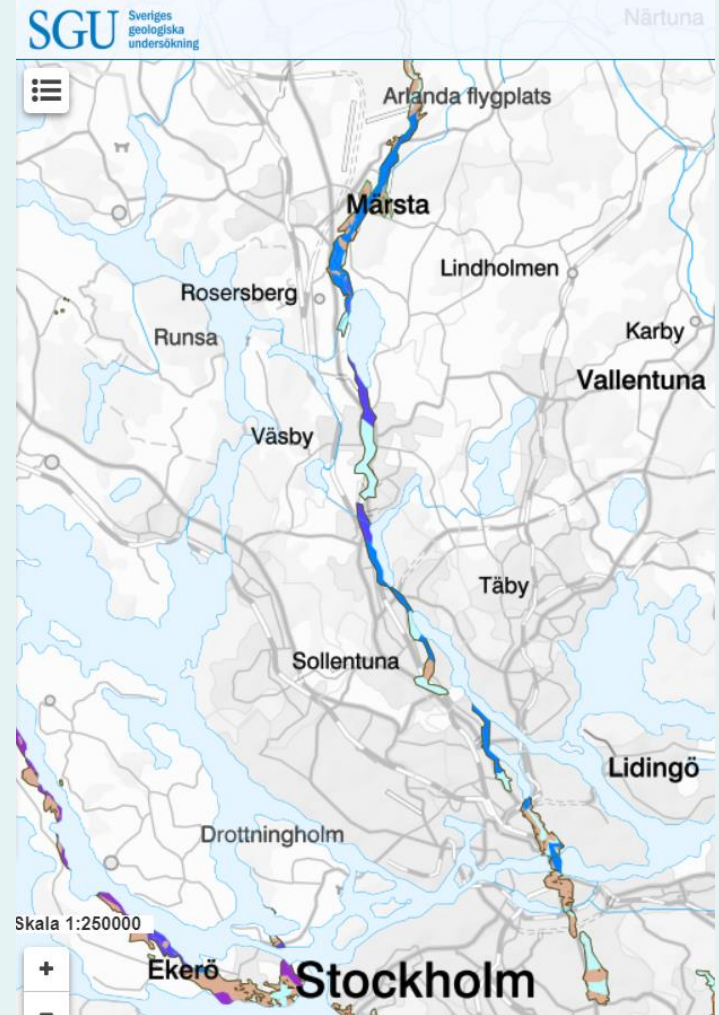 SGU
Sveriges
geologiska
undersökning
Närtuna
Arlanda flygplats
Märsta
Lindholmen
Rosersberg
Karby
Runsa
Vallentuna
Väsby
Täby
Sollentuna
Lidingö
Drottningholm
Skala 1:250000
+
Ekerö
Stockholm
−